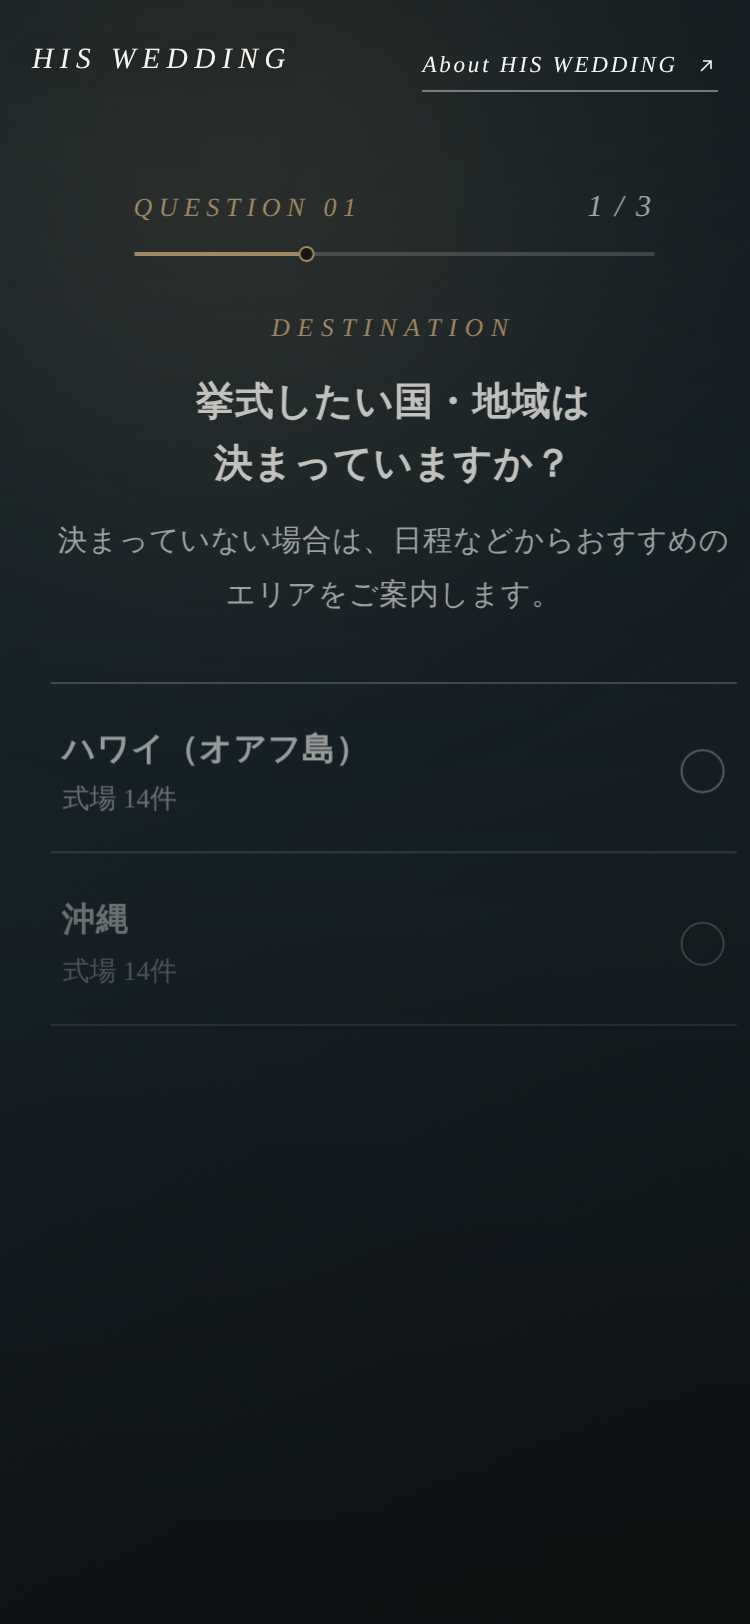 HIS WEDDING
About HIS WEDDING ↗
QUESTION 01
1 / 3
DESTINATION
挙式したい国・地域は
決まっていますか？
決まっていない場合は、日程などからおすすめの
エリアをご案内します。
ハワイ（オアフ島）
式場 14件
沖縄
式場 14件